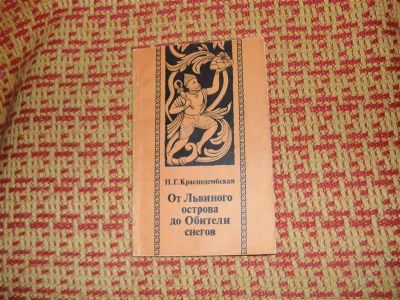 Н. Г. Краснодембская
От Львиного
острова
до Обители
снегов